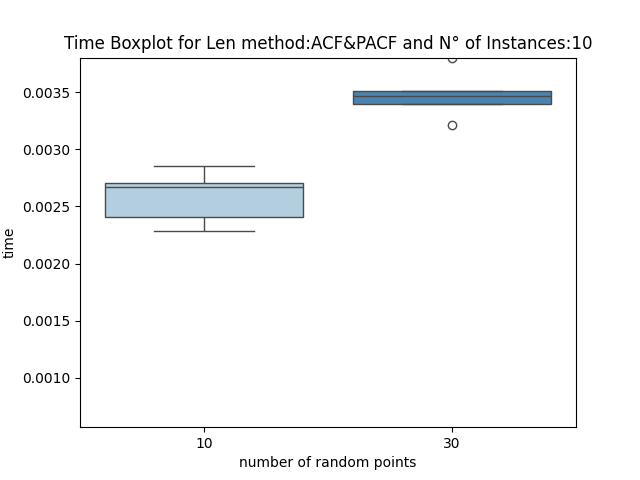 Time Boxplot for Len method:ACF&PACF and N° of Instances:10
0.0035
0.0030
0.0025
0.0020
0.0015
0.0010
time
10
30
number of random points